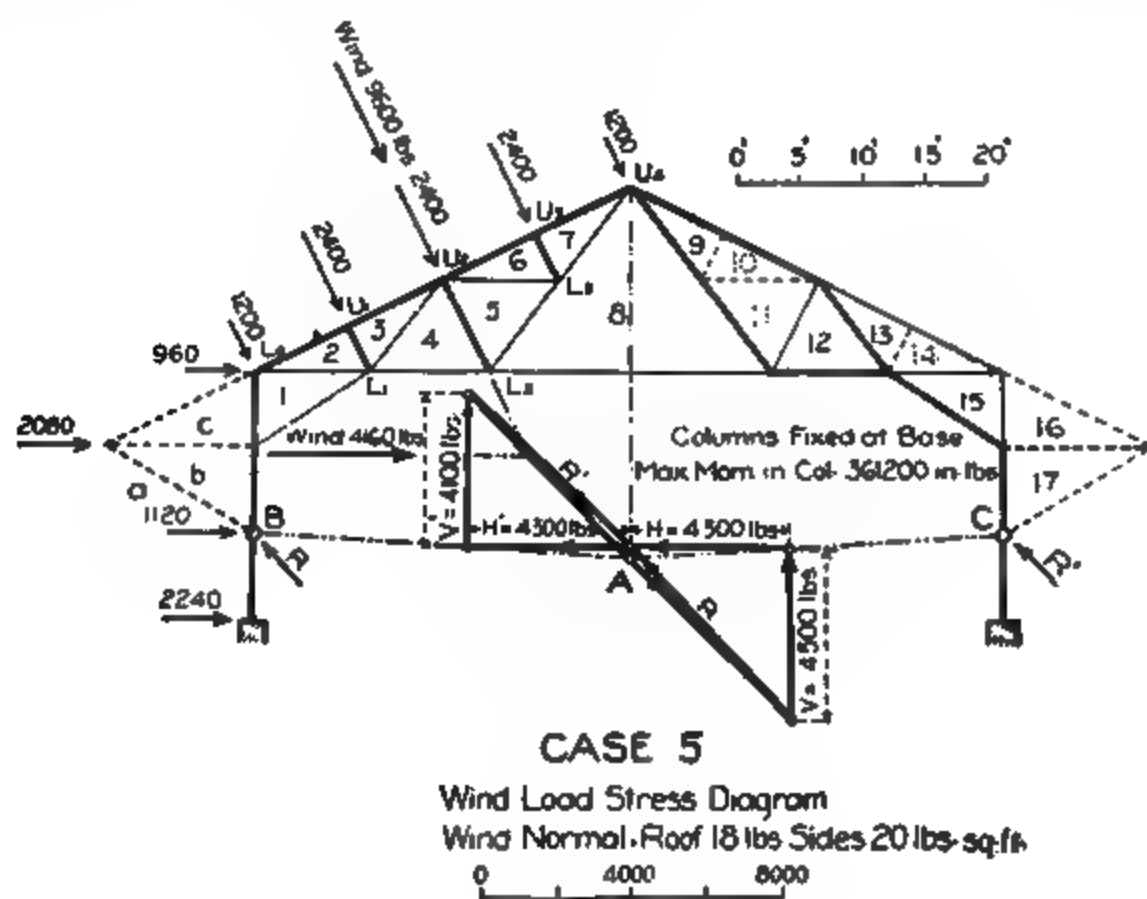 Wind 9600 lbs.
1200
2400
2400
2400
1200
0' 5' 10' 15' 20'
U4
U3
U2
U1
L0
7
6
9
10
L3
960
3
5
8
11
2
4
12
13
14
1
L1
L2
15
C
16
2080
Wind 4160 lbs.
V'= 4100 lbs.
Columns Fixed at Base
Max Mom in Col. 361200 in-lbs
b
a
17
R'
1120
B
H'= 4500 lbs
H = 4500 lbs
C
R
A
R'
2240
R
V= 4500 lbs
CASE 5
Wind Load Stress Diagram
Wind Normal. Roof 18 lbs Sides 20 lbs. sq. ft.
0 4000 8000